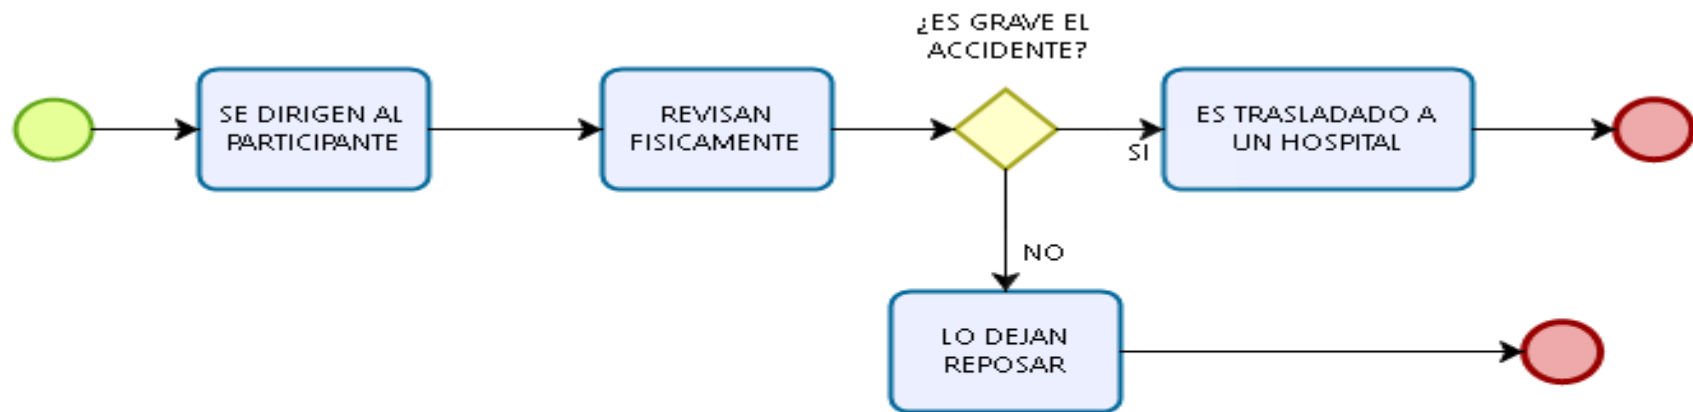 ¿ES GRAVE EL
ACCIDENTE?
SE DIRIGEN AL
PARTICIPANTE
REVISAN
FISICAMENTE
ES TRASLADADO A
UN HOSPITAL
SI
NO
LO DEJAN
REPOSAR